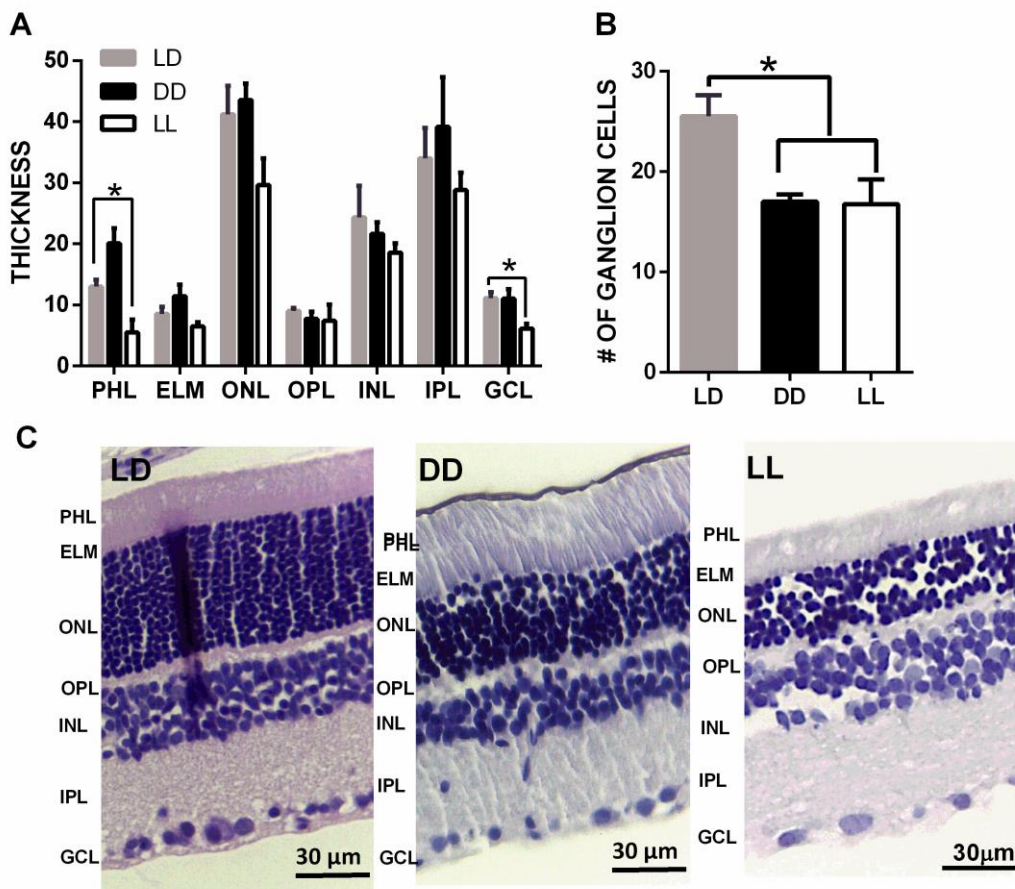 A
THICKNESS
50
40
30
20
10
0
LD
DD
LL
*
*
PHL ELM ONL OPL INL IPL GCL
B
# OF GANGLION CELLS
30
20
10
0
*
LD DD LL
C
LD
PHL
ELM
ONL
OPL
INL
IPL
GCL
30 µm
DD
PHL
PHL
ELM
ONL
OPL
INL
IPL
GCL
30 µm
LL
PHL
ELM
ONL
OPL
INL
IPL
GCL
30µm